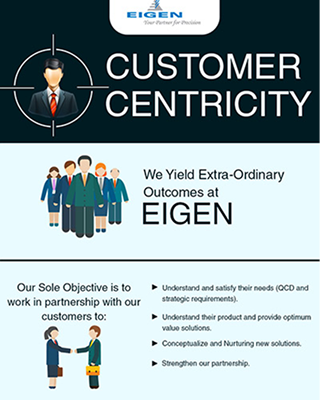 EIGEN
Your Partner for Precision
CUSTOMER
CENTRICITY
We Yield Extra-Ordinary
Outcomes at
EIGEN
Our Sole Objective is to
work in partnership with our
customers to:
Understand and satisfy their needs (QCD and
strategic requirements).
Understand their product and provide optimum
value solutions.
Conceptualize and Nurturing new solutions.
Strengthen our partnership.